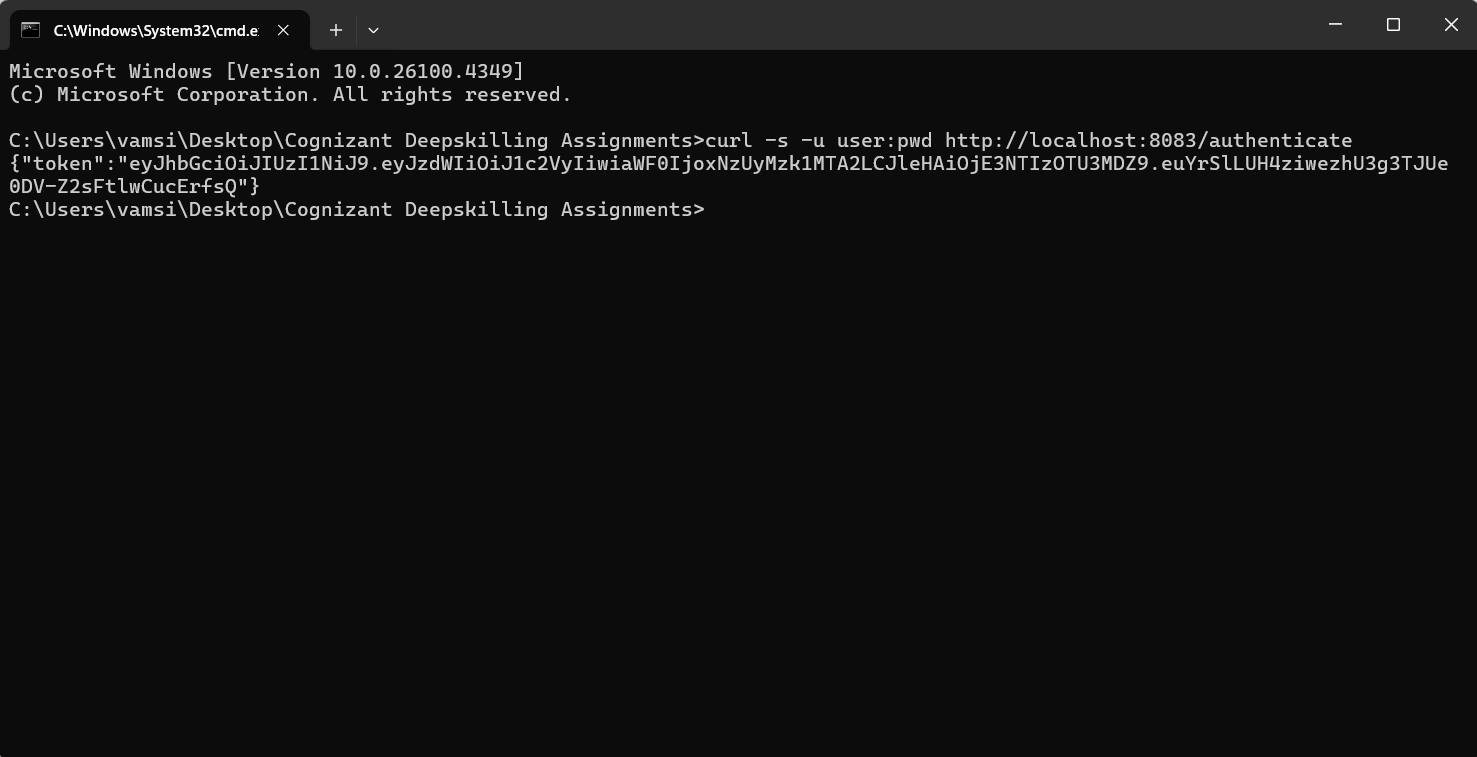 C:\Windows\System32\cmd.e
Microsoft Windows [Version 10.0.26100.4349]
(c) Microsoft Corporation. All rights reserved.
C:\Users\vamsi\Desktop\Cognizant Deepskilling Assignments>curl -s -u user:pwd http://localhost:8083/authenticate
{"token":"eyJhbGciOiJIUzI1NiJ9.eyJzdWIiOiJ1c2VyIiwiaWF0IjoxNzUyMzk1MTA2LCJleHAiOjE3NTIzOTU3MDZ9.euYrSlLUH4ziwezhU3g3TJUe
0DV-Z2sFtlwCucErfsQ"}
C:\Users\vamsi\Desktop\Cognizant Deepskilling Assignments>